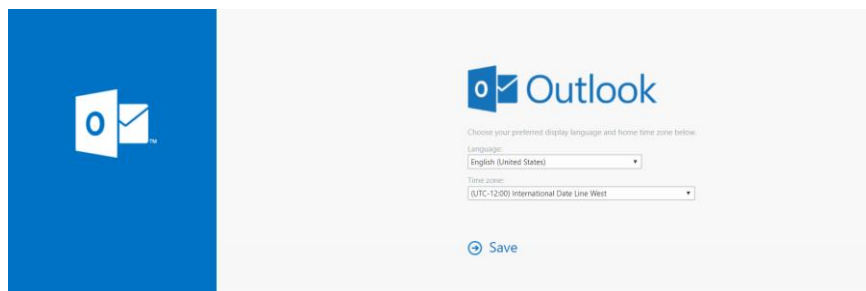 Outlook
Choose your preferred display language and home time zone below.
Language:
English (United States)
Time zone:
(UTC-12:00) International Date Line West
Save
O
TM